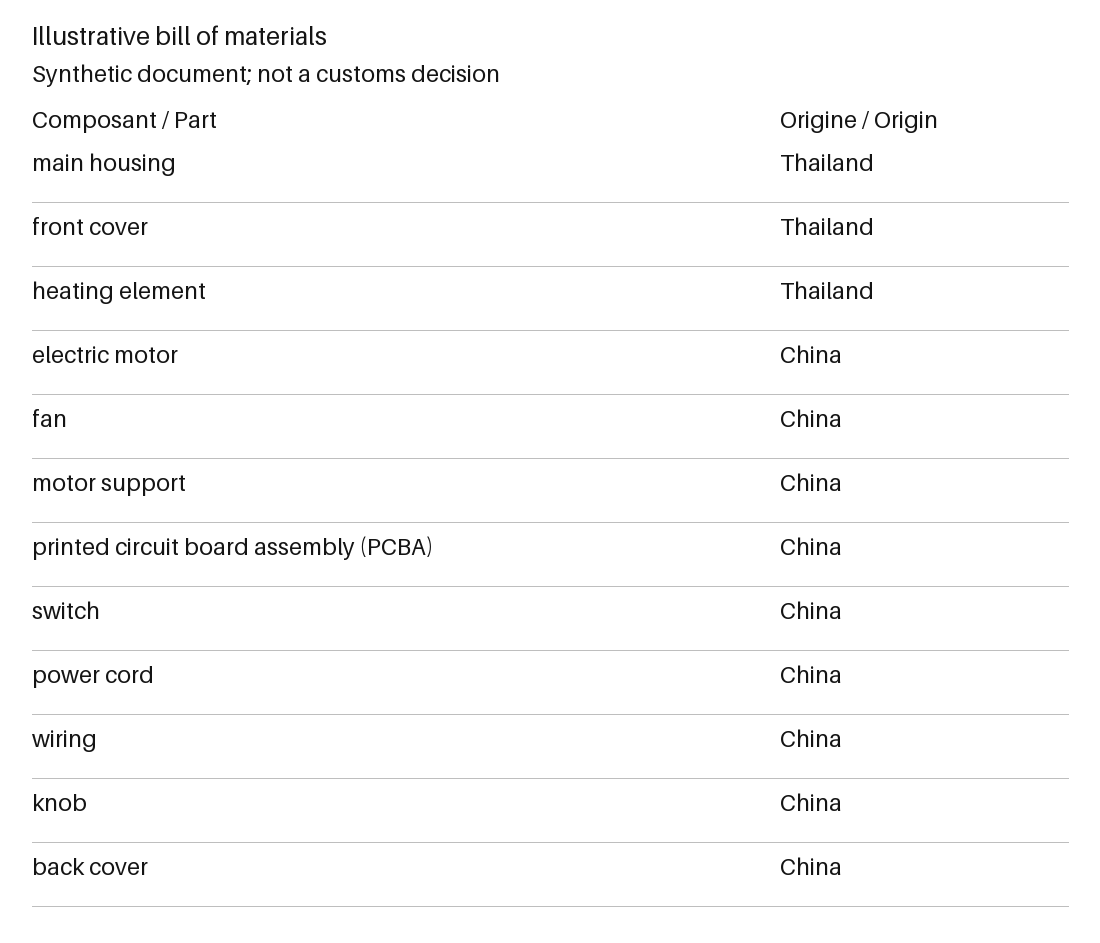 Illustrative bill of materials
Synthetic document; not a customs decision
Composant / Part Origine / Origin
main housing Thailand
front cover Thailand
heating element Thailand
electric motor China
fan China
motor support China
printed circuit board assembly (PCBA) China
switch China
power cord China
wiring China
knob China
back cover China